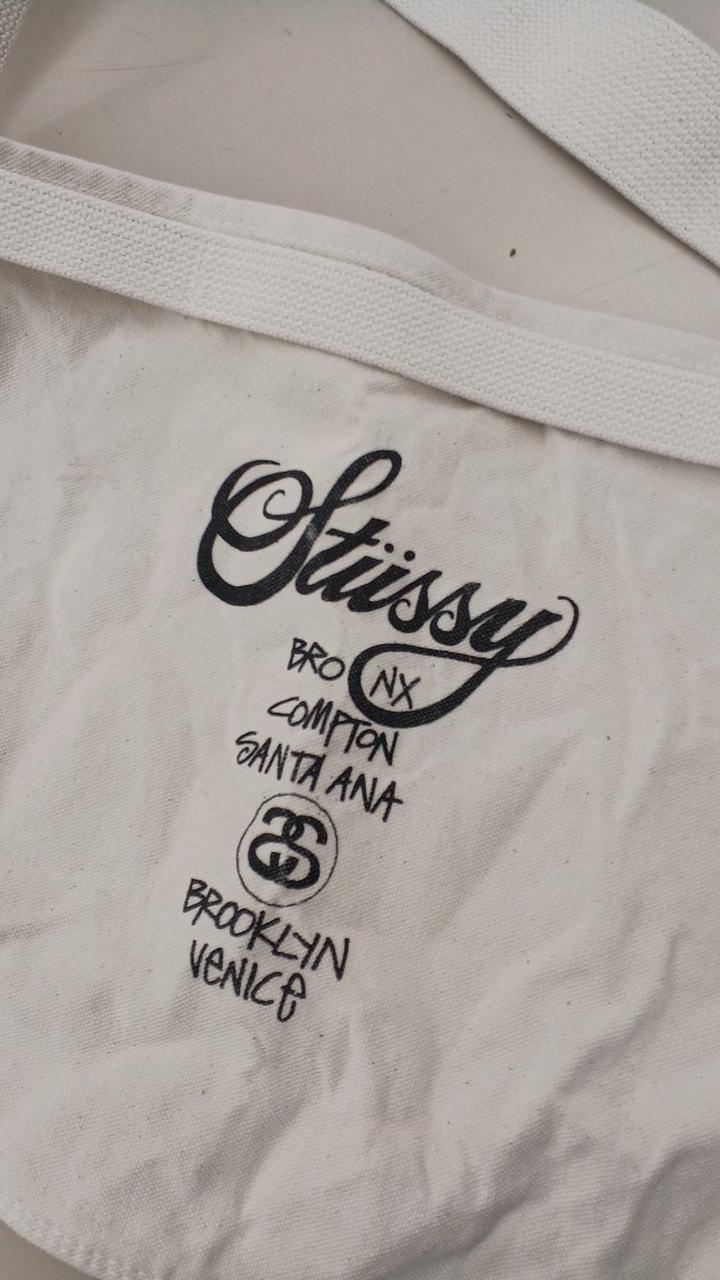 Stüssy
BRONX
COMPTON
SANTA ANA
SS
BROOKLYN
VENICE